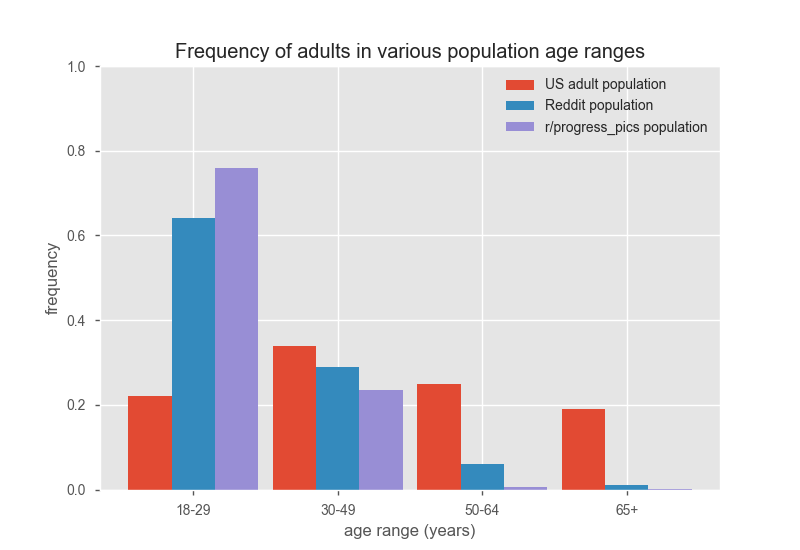 Frequency of adults in various population age ranges
US adult population
Reddit population
r/progress_pics population
1.0
0.8
0.6
0.4
0.2
0.0
frequency
18-29 30-49 50-64 65+
age range (years)